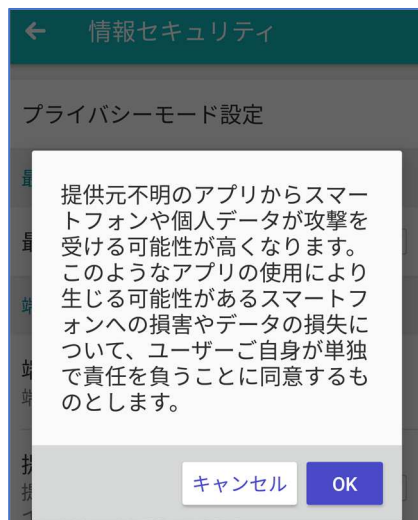 情報セキュリティ
プライバシーモード設定
提供元不明のアプリからスマー
トフォンや個人データが攻撃を
受ける可能性が高くなります。
このようなアプリの使用により
生じる可能性があるスマートフ
ォンへの損害やデータの損失に
ついて、ユーザーご自身が単独
で責任を負うことに同意するも
のとします。
キャンセル OK